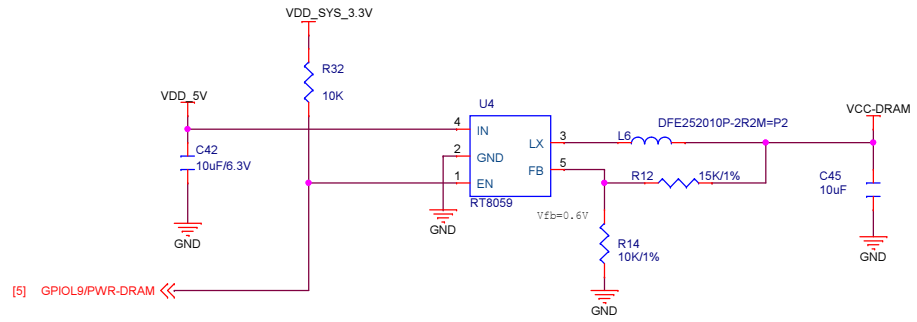 VDD_SYS_3.3V
R32
10K
VDD_5V
U4
VCC-DRAM
DFE252010P-2R2M=P2
4
IN
LX
3
L6
C42
10uF/6.3V
2
GND
FB
5
R12
15K/1%
C45
10uF
1
EN
RT8059
Vfb=0.6V
GND
GND
R14
10K/1%
GND
[5] GPIOL9/PWR-DRAM
GND